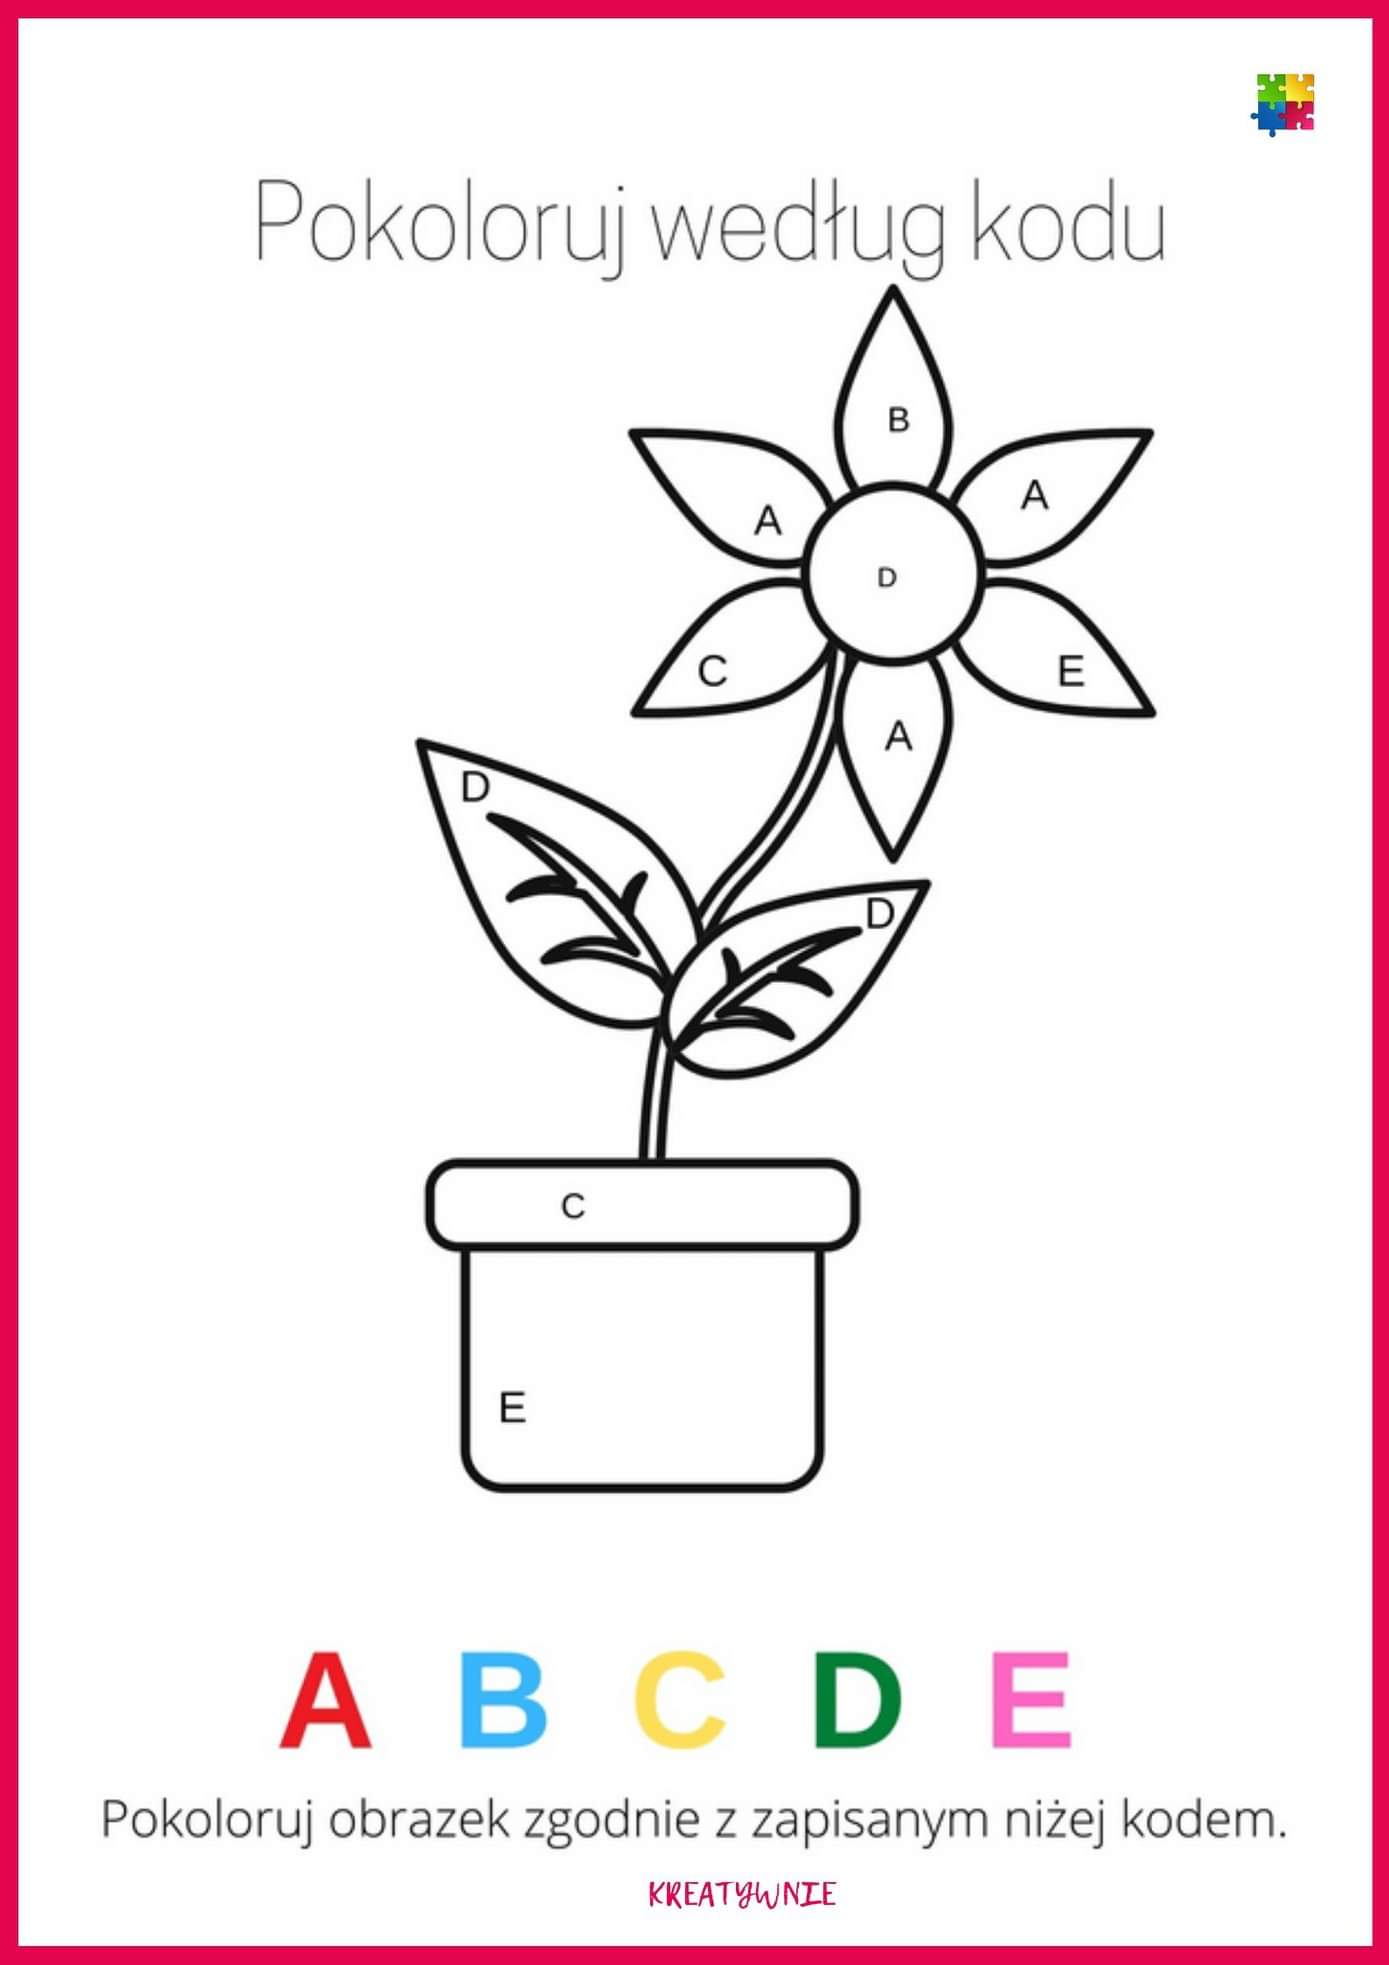 Pokoloruj według kodu
B
A
A
D
C
E
A
D
D
C
E
A B C D E
Pokoloruj obrazek zgodnie z zapisanym niżej kodem.
KREATYWNIE